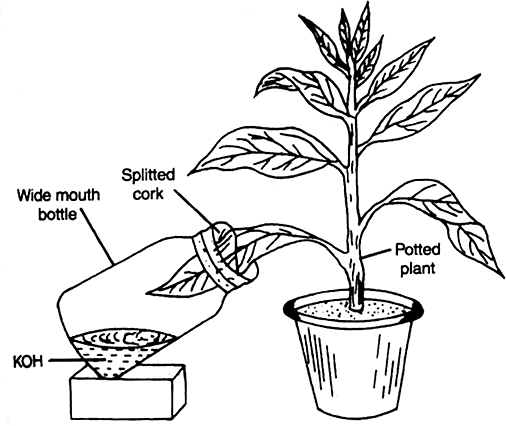 Splitted
cork
Wide mouth
bottle
Potted
plant
KOH